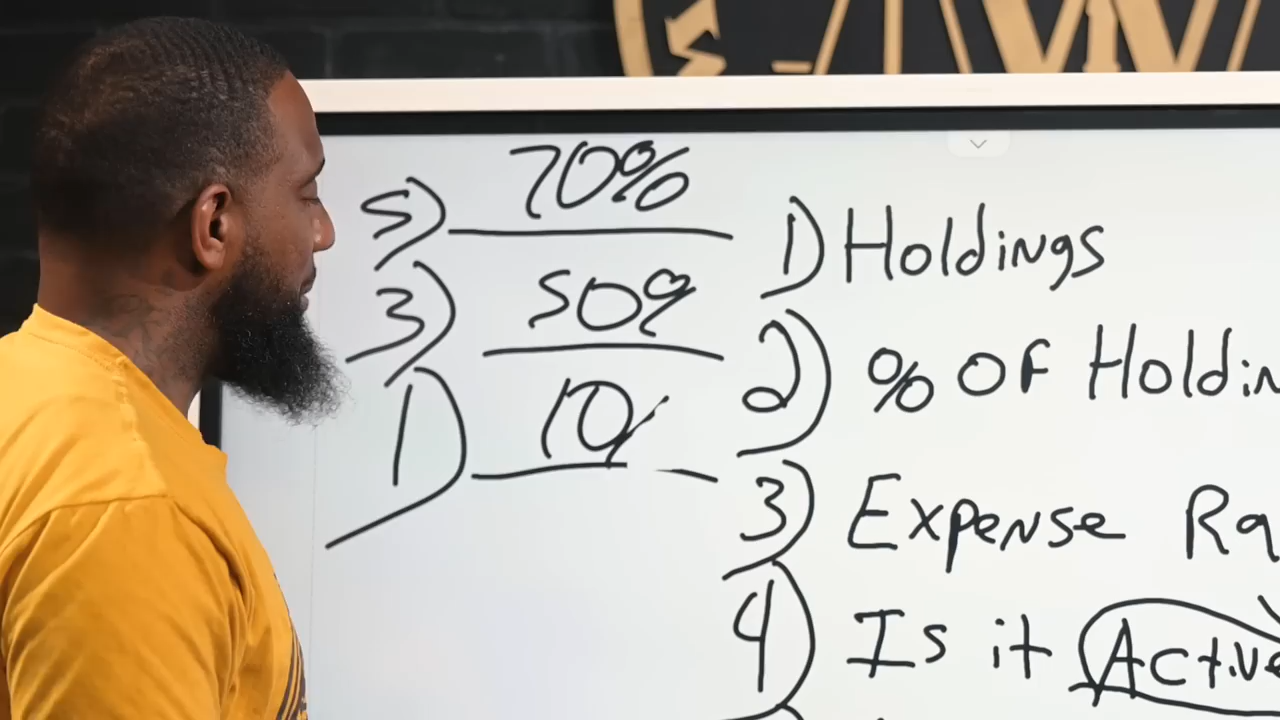 5) 70%
3) 50%
1) 10
1) Holdings
2) % OF Holdin
3) Expense Ra
4) Is it Active
W